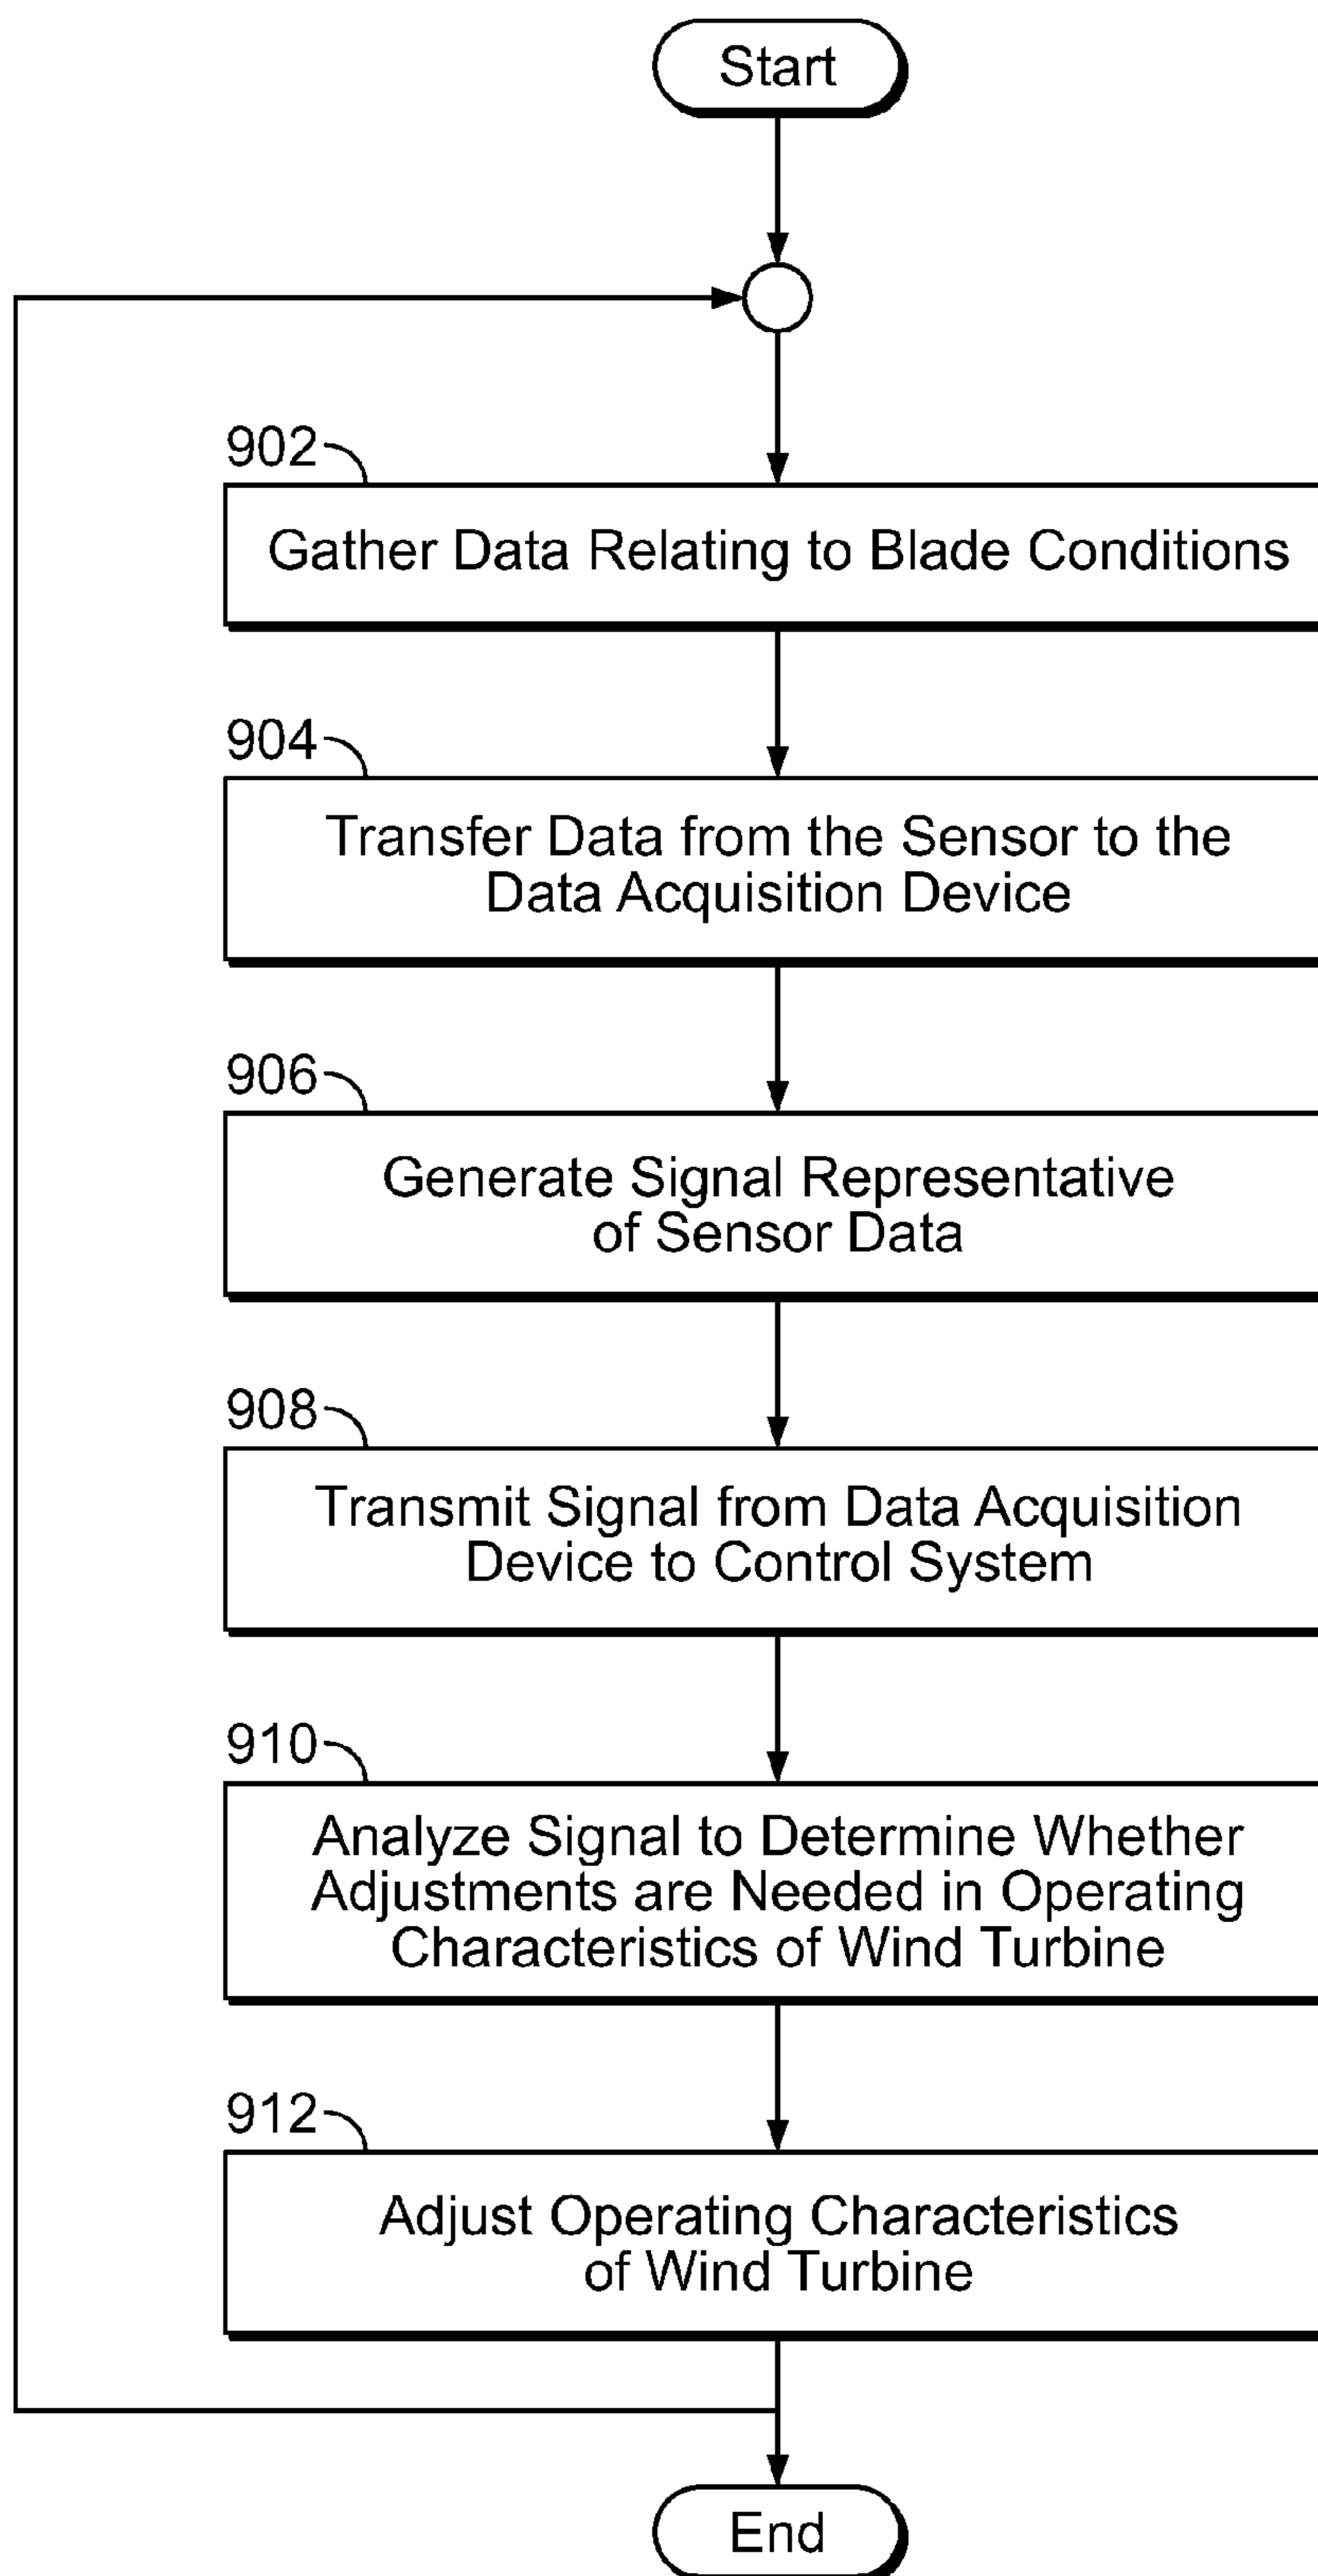 Start
902
Gather Data Relating to Blade Conditions
904
Transfer Data from the Sensor to the
Data Acquisition Device
906
Generate Signal Representative
of Sensor Data
908
Transmit Signal from Data Acquisition
Device to Control System
910
Analyze Signal to Determine Whether
Adjustments are Needed in Operating
Characteristics of Wind Turbine
912
Adjust Operating Characteristics
of Wind Turbine
End